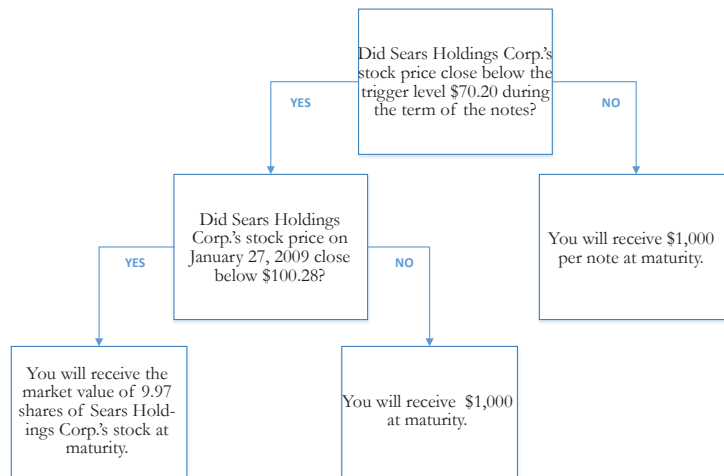 Did Sears Holdings Corp.'s
stock price close below the
trigger level $70.20 during
the term of the notes?
YES
NO
Did Sears Holdings
Corp.'s stock price on
January 27, 2009 close
below $100.28?
You will receive $1,000
per note at maturity.
YES
NO
You will receive the
market value of 9.97
shares of Sears Hold-
ings Corp.'s stock at
maturity.
You will receive $1,000
at maturity.